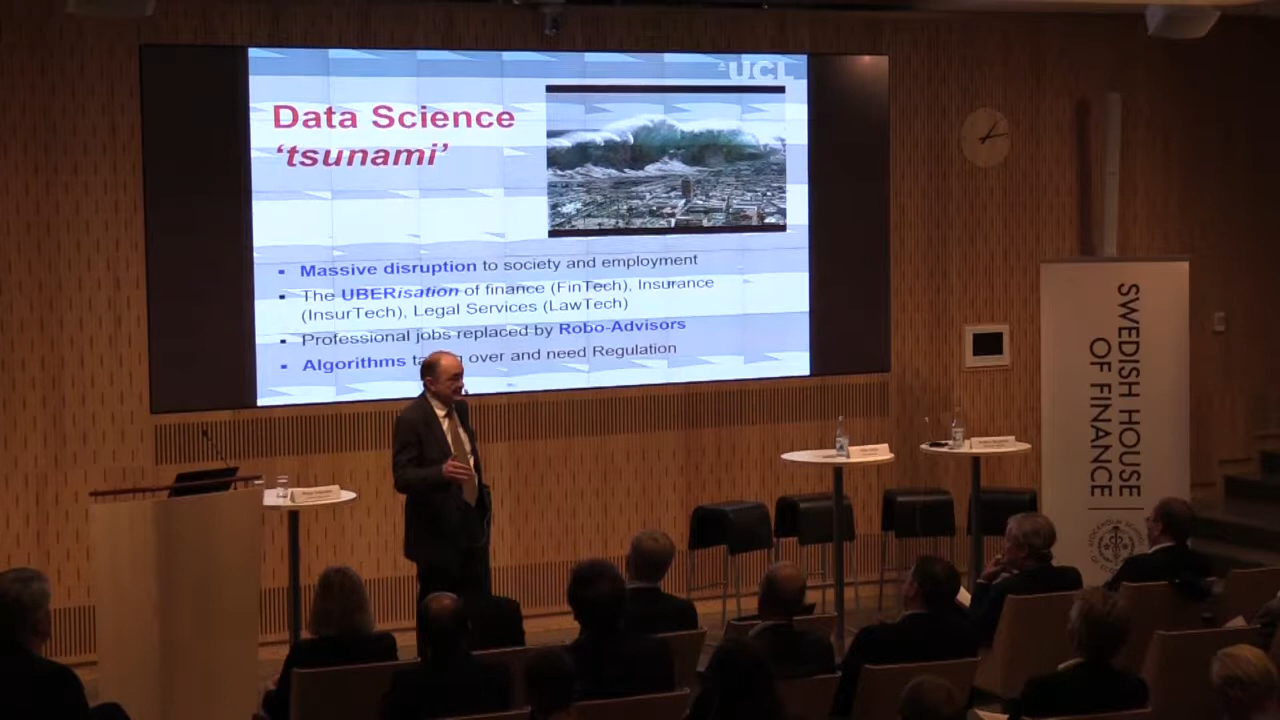 UCL
Data Science
‘tsunami’
▪ Massive disruption to society and employment
▪ The UBERisation of finance (FinTech), Insurance
(InsurTech), Legal Services (LawTech)
▪ Professional jobs replaced by Robo-Advisors
▪ Algorithms over and need Regulation
SWEDISH HOUSE
OF FINANCE